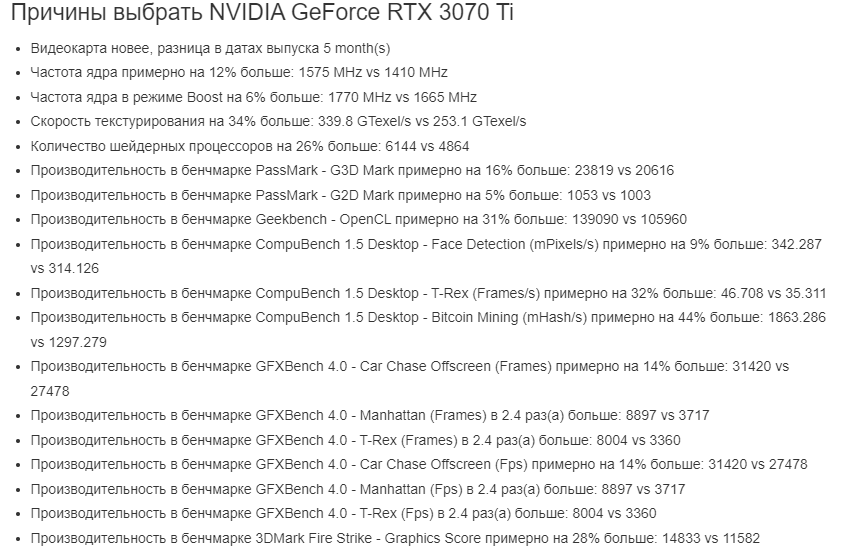 Причины выбрать NVIDIA GeForce RTX 3070 Ti
Видеокарта новее, разница в датах выпуска 5 month(s)
Частота ядра примерно на 12% больше: 1575 MHz vs 1410 MHz
Частота ядра в режиме Boost на 6% больше: 1770 MHz vs 1665 MHz
Скорость текстурирования на 34% больше: 339.8 GTexel/s vs 253.1 GTexel/s
Количество шейдерных процессоров на 26% больше: 6144 vs 4864
Производительность в бенчмарке PassMark - G3D Mark примерно на 16% больше: 23819 vs 20616
Производительность в бенчмарке PassMark - G2D Mark примерно на 5% больше: 1053 vs 1003
Производительность в бенчмарке Geekbench - OpenCL примерно на 31% больше: 139090 vs 105960
Производительность в бенчмарке CompuBench 1.5 Desktop - Face Detection (mPixels/s) примерно на 9% больше: 342.287
vs 314.126
Производительность в бенчмарке CompuBench 1.5 Desktop - T-Rex (Frames/s) примерно на 32% больше: 46.708 vs 35.311
Производительность в бенчмарке CompuBench 1.5 Desktop - Bitcoin Mining (mHash/s) примерно на 44% больше: 1863.286
vs 1297.279
Производительность в бенчмарке GFXBench 4.0 - Car Chase Offscreen (Frames) примерно на 14% больше: 31420 vs
27478
Производительность в бенчмарке GFXBench 4.0 - Manhattan (Frames) в 2.4 раз(а) больше: 8897 vs 3717
Производительность в бенчмарке GFXBench 4.0 - T-Rex (Frames) в 2.4 раз(а) больше: 8004 vs 3360
Производительность в бенчмарке GFXBench 4.0 - Car Chase Offscreen (Fps) примерно на 14% больше: 31420 vs 27478
Производительность в бенчмарке GFXBench 4.0 - Manhattan (Fps) в 2.4 раз(а) больше: 8897 vs 3717
Производительность в бенчмарке GFXBench 4.0 - T-Rex (Fps) в 2.4 раз(а) больше: 8004 vs 3360
Производительность в бенчмарке 3DMark Fire Strike - Graphics Score примерно на 28% больше: 14833 vs 11582